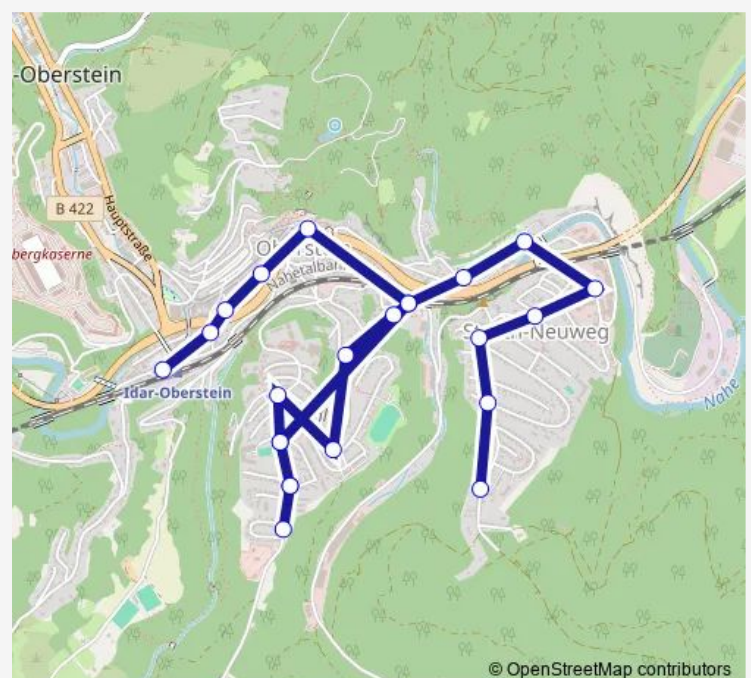 -Oberstein
B 422
Hauptstraße
bergkaserne
Nahetalbahn
Idar-Oberstein
Nahe
© OpenStreetMap contributors